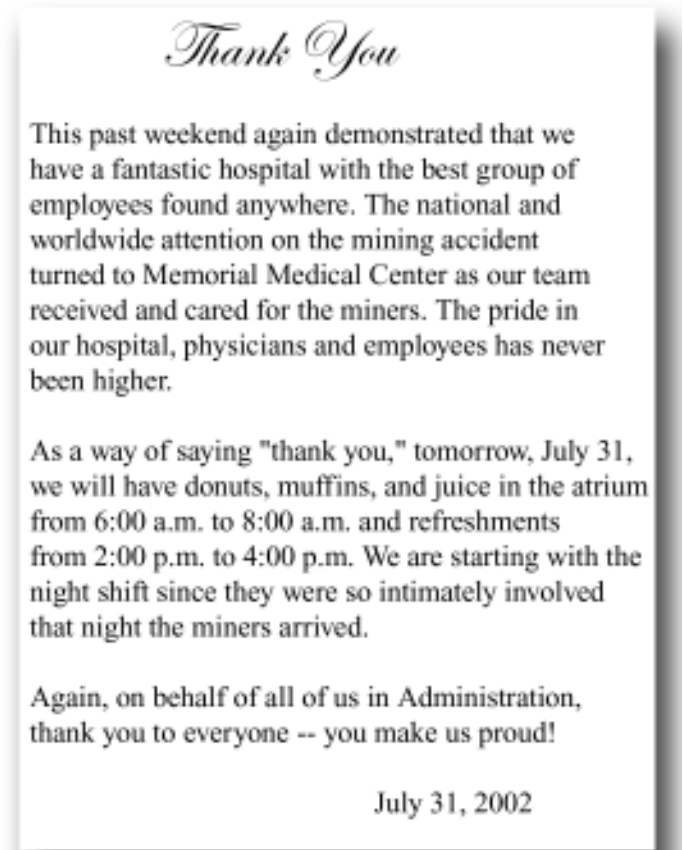 Thank You
This past weekend again demonstrated that we
have a fantastic hospital with the best group of
employees found anywhere. The national and
worldwide attention on the mining accident
turned to Memorial Medical Center as our team
received and cared for the miners. The pride in
our hospital, physicians and employees has never
been higher.
As a way of saying "thank you," tomorrow, July 31,
we will have donuts, muffins, and juice in the atrium
from 6:00 a.m. to 8:00 a.m. and refreshments
from 2:00 p.m. to 4:00 p.m. We are starting with the
night shift since they were so intimately involved
that night the miners arrived.
Again, on behalf of all of us in Administration,
thank you to everyone -- you make us proud!
July 31, 2002